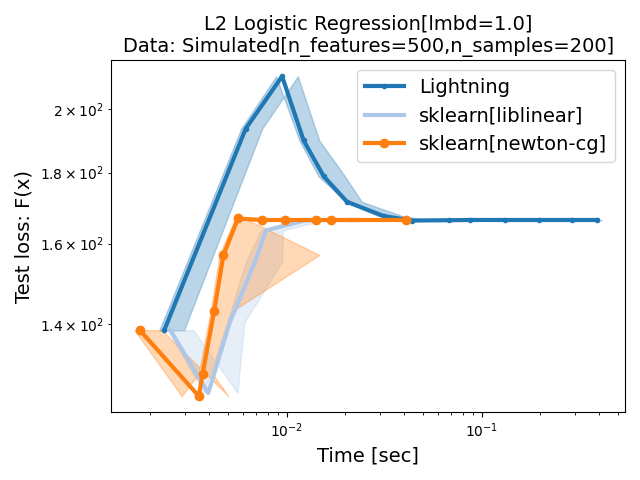 L2 Logistic Regression[lmbd=1.0]
Data: Simulated[n_features=500,n_samples=200]
Lightning
sklearn[liblinear]
sklearn[newton-cg]
Test loss: F(x)
2 × 10²
1.8 × 10²
1.6 × 10²
1.4 × 10²
10⁻²
10⁻¹
Time [sec]